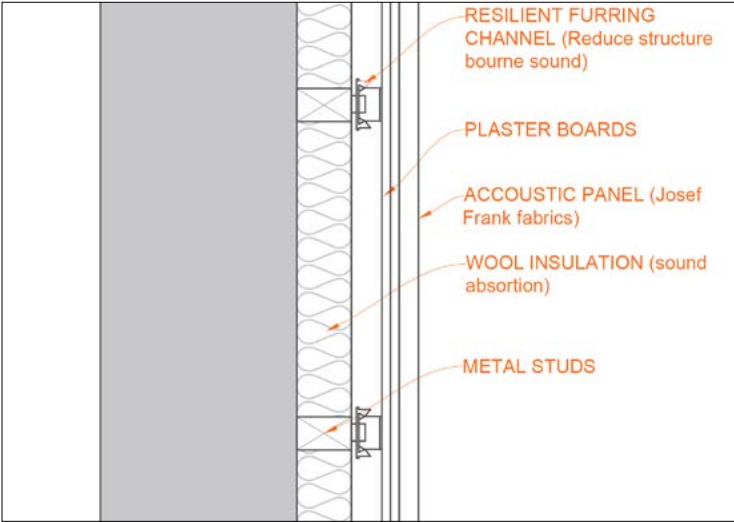 RESILIENT FURRING
CHANNEL (Reduce structure
bourne sound)
PLASTER BOARDS
ACCOUSTIC PANEL (Josef
Frank fabrics)
WOOL INSULATION (sound
absortion)
METAL STUDS